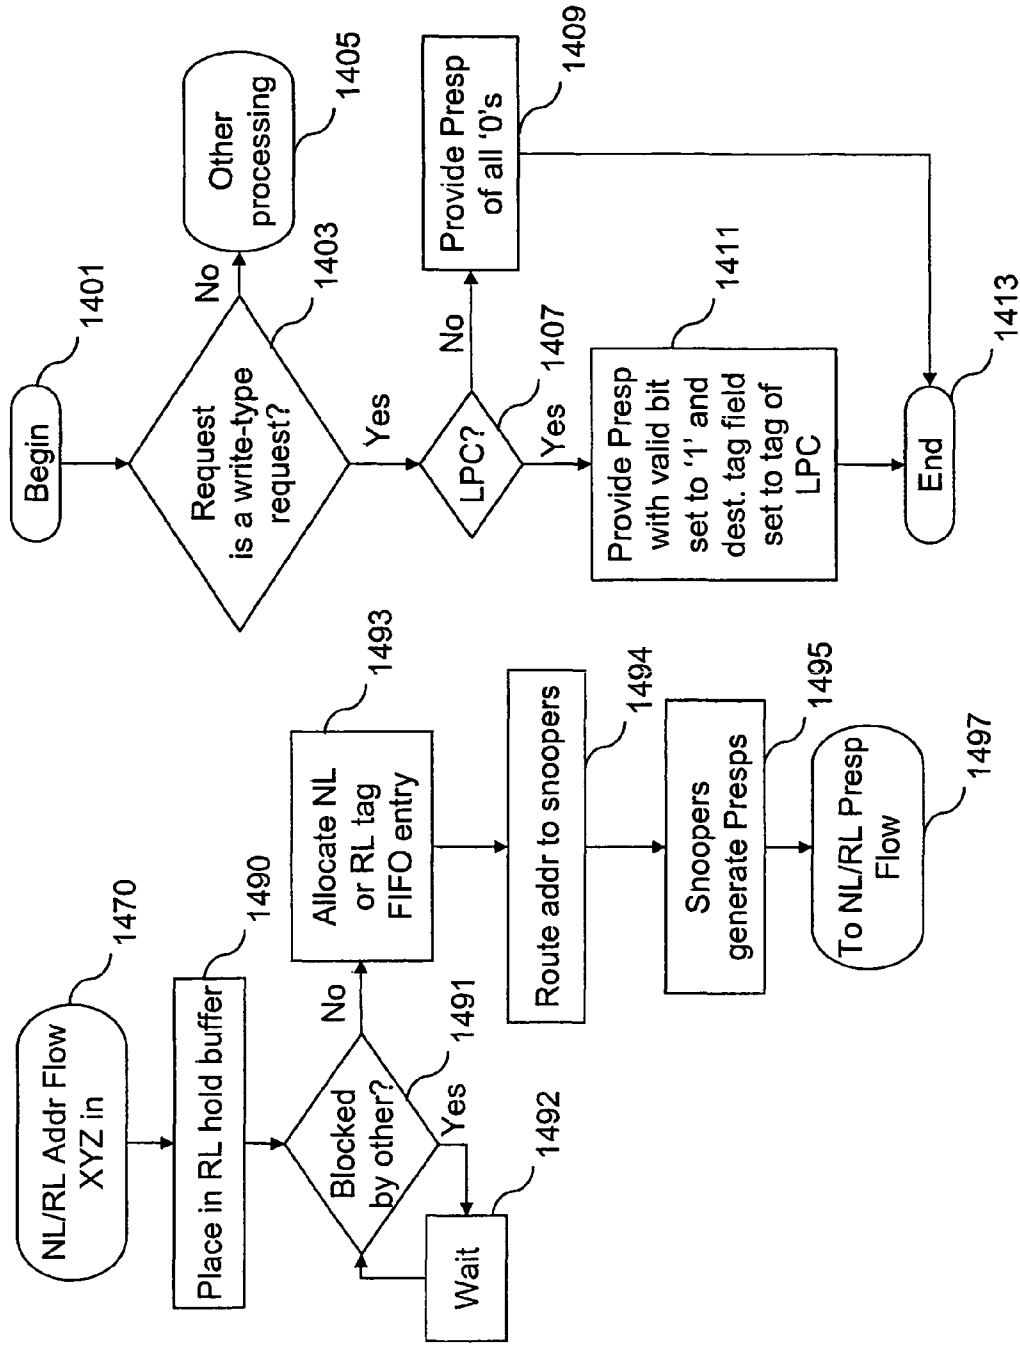 NL/RL Addr Flow
XYZ in
1470
Place in RL hold buffer
1490
Blocked
by other?
1491
No
Yes
Wait
1492
Allocate NL
or RL tag
FIFO entry
1493
Route addr to snoopers
1494
Snoopers
generate Presps
1495
To NL/RL Presp
Flow
1497
Begin
1401
Request
is a write-type
request?
1403
No
Other
processing
1405
Yes
LPC?
1407
No
Provide Presp
of all '0's
1409
Yes
Provide Presp
with valid bit
set to '1' and
dest. tag field
set to tag of
LPC
1411
End
1413